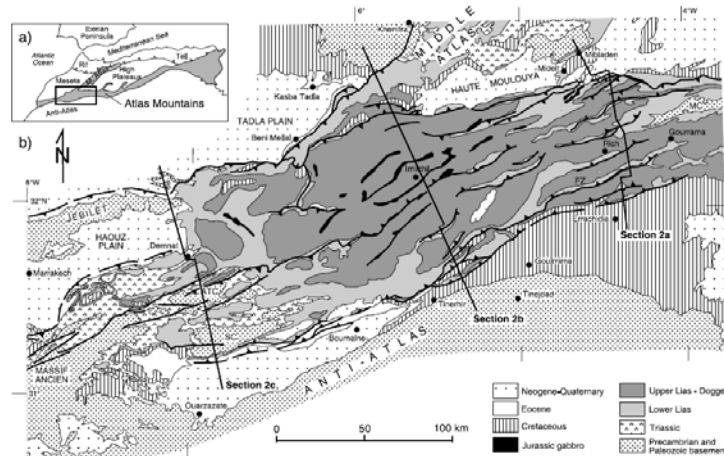 a)
Iberian
Peninsula
Atlantic
Ocean
Mediterranean Sea
Rif
Tell
High
Plateaux
Meseta
Atlas Mountains
Anti-Atlas
b)
N
6°
4°W
Khenifra
MIDDLE
ATLAS
Mibladen
Midelt
HAUTE MOULOUYA
Kasba Tadla
TADLA PLAIN
Beni Mellal
MC
Gourrama
Rich
Imilchil
FZ
8°W
32°N
JEBILET
HAOUZ
PLAIN
Demnat
Marrakech
Errachidia
Section 2a
Goulmima
Tinerhir
Tinejdad
Section 2b
SC
Boumalne
MASSIF
ANCIEN
Section 2c
ANTI-ATLAS
31°
Ouarzazate
0 50 100 km
Neogene-Quaternary
Eocene
Cretaceous
Jurassic gabbro
Upper Lias - Dogger
Lower Lias
Triassic
Precambrian and
Paleozoic basement